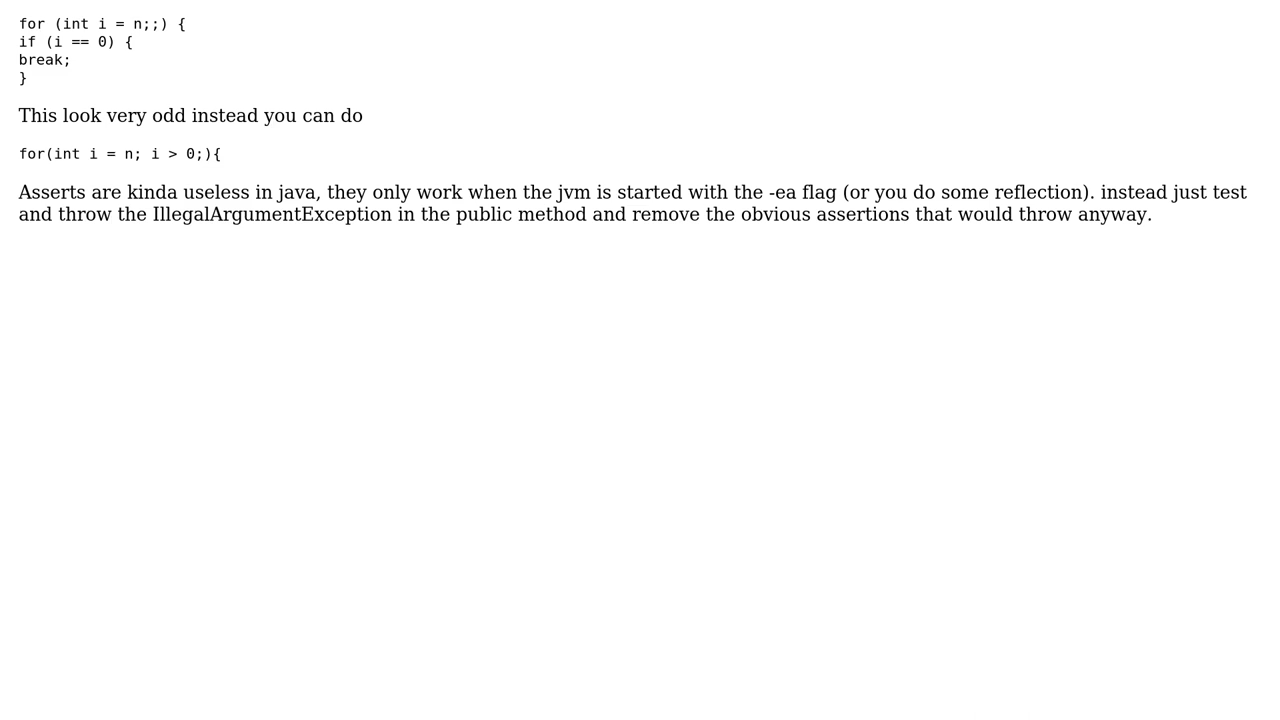 for (int i = n;;) {
if (i == 0) {
break;
}
This look very odd instead you can do
for(int i = n; i > 0;){
Asserts are kinda useless in java, they only work when the jvm is started with the -ea flag (or you do some reflection). instead just test
and throw the IllegalArgumentException in the public method and remove the obvious assertions that would throw anyway.